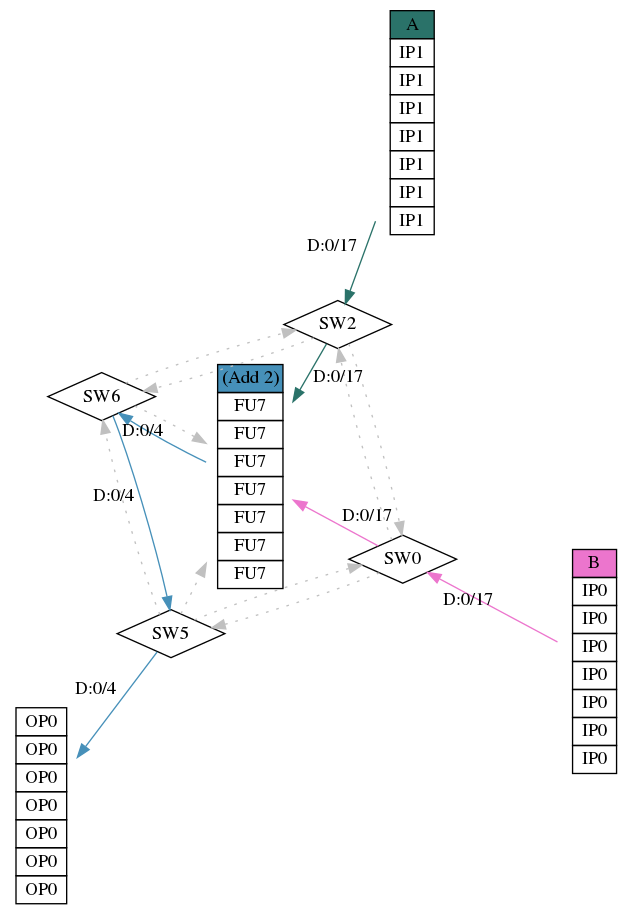 A
IP1
IP1
IP1
IP1
IP1
IP1
IP1
D:0/17
SW2
(Add 2)
D:0/17
SW6
FU7
FU7
FU7
FU7
FU7
FU7
FU7
D:0/4
D:0/4
D:0/17
SW0
B
IP0
IP0
IP0
IP0
IP0
IP0
IP0
D:0/17
SW5
D:0/4
OP0
OP0
OP0
OP0
OP0
OP0
OP0